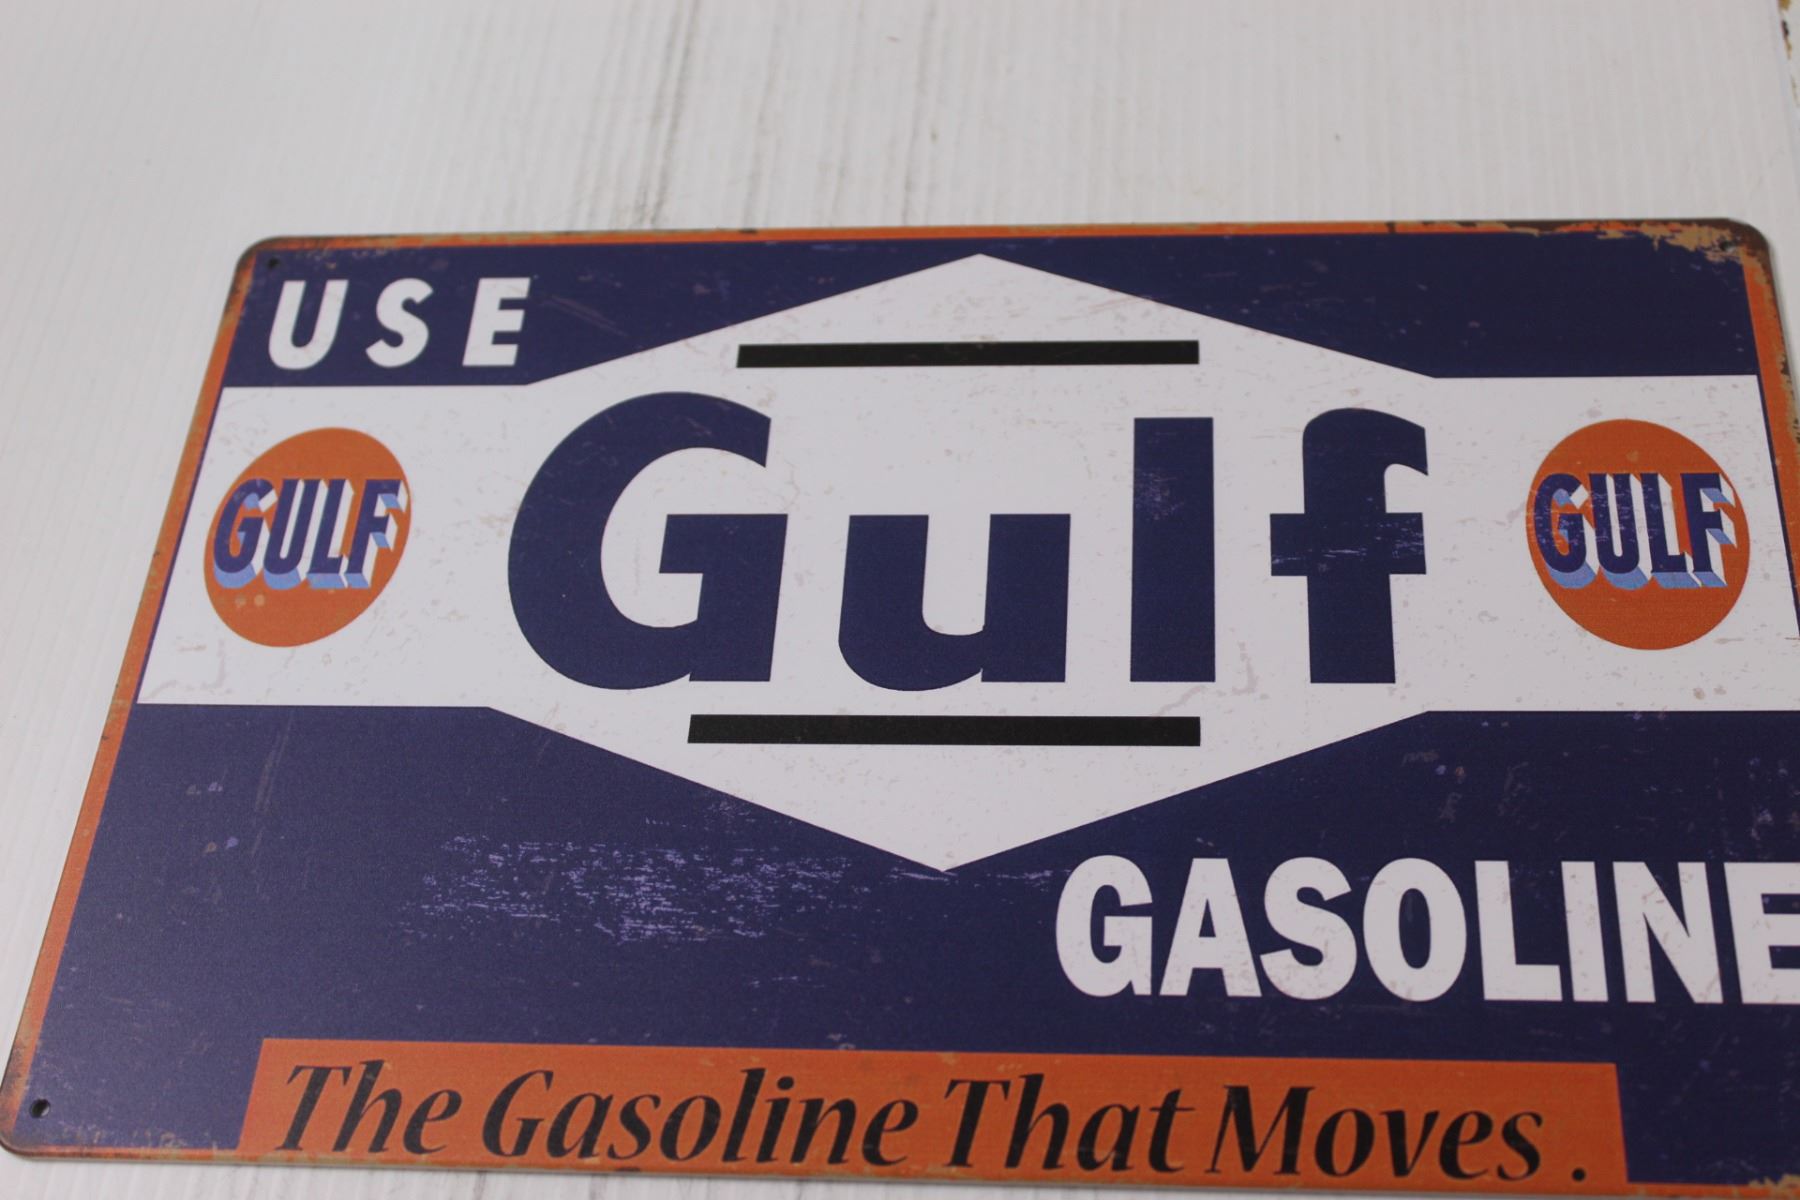 USE
GULF
Gulf
GULF
GASOLINE
The Gasoline That Moves.